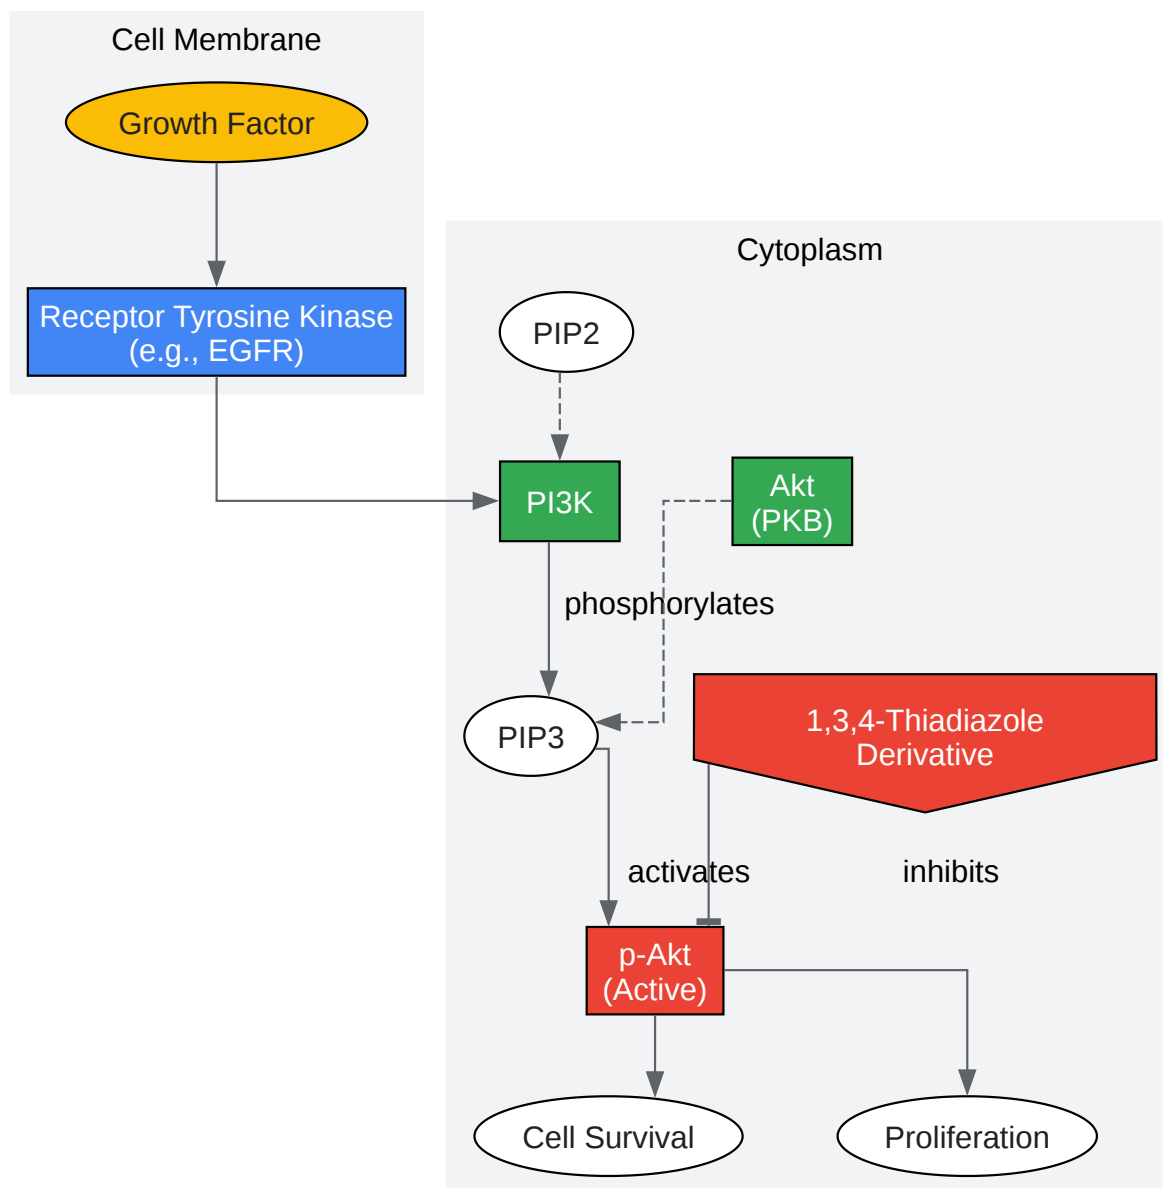 Cell Membrane
Growth Factor
Receptor Tyrosine Kinase
(e.g., EGFR)
Cytoplasm
PIP2
PI3K
Akt
(PKB)
phosphorylates
PIP3
1,3,4-Thiadiazole
Derivative
activates
inhibits
p-Akt
(Active)
Cell Survival
Proliferation